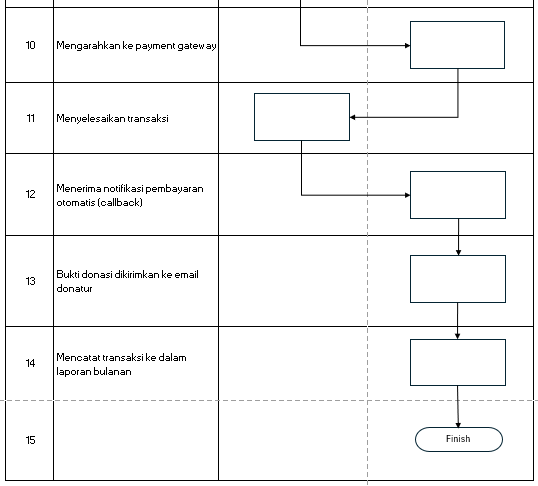 10
Mengarahkan ke payment gateway
11
Menyelesaikan transaksi
12
Menerima notifikasi pembayaran
otomatis (callback)
13
Bukti donasi dikirimkan ke email
donatur
14
Mencatat transaksi ke dalam
laporan bulanan
15
Finish